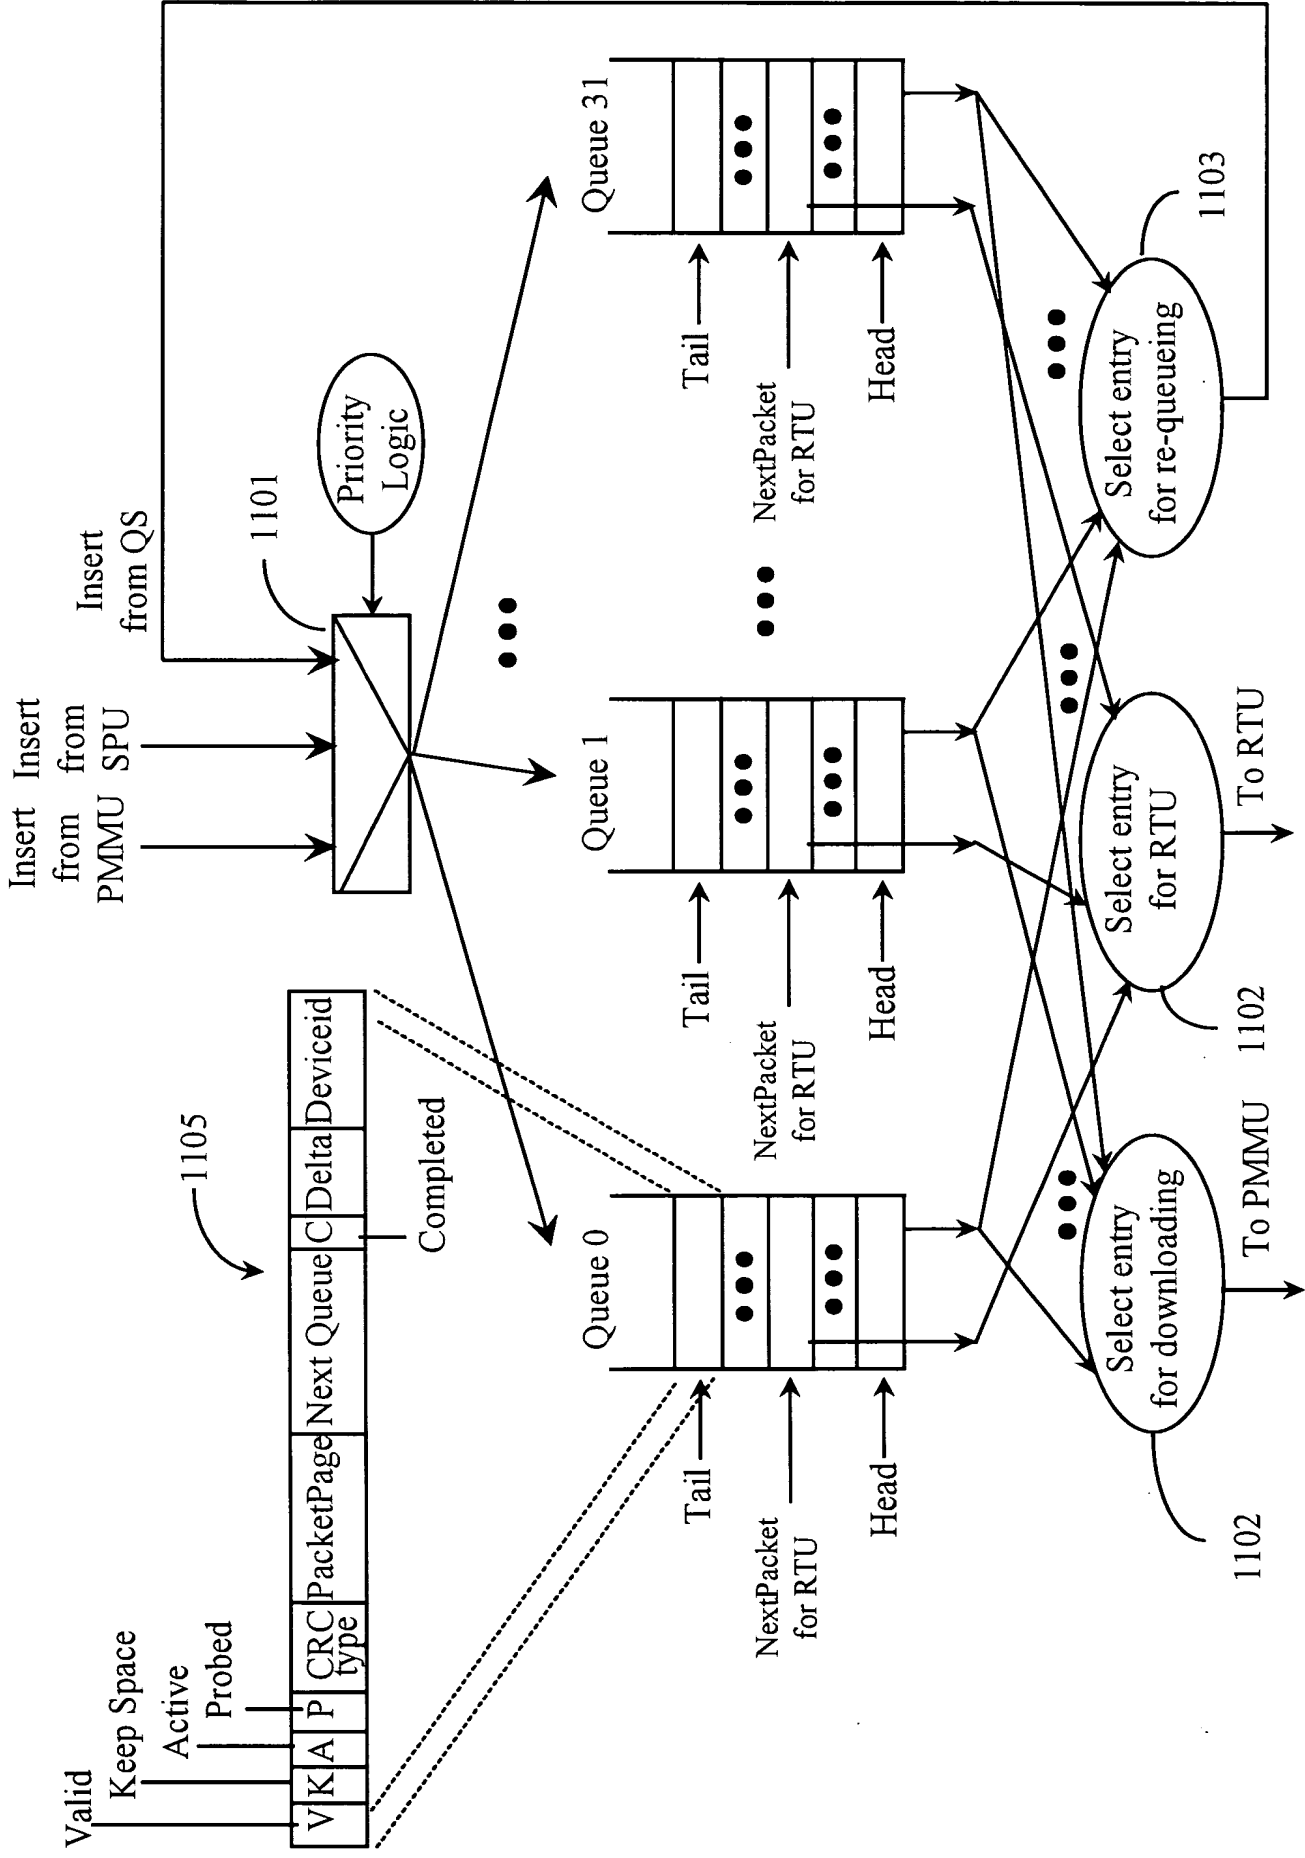 Valid
Keep Space
Active
Probed
V
K
A
P
CRC
type
PacketPage
Next Queue
C
Delta
Deviceid
Completed
1105
Insert
from
PMMU
Insert
from
SPU
Insert
from QS
1101
Priority
Logic
Queue 0
Tail
NextPacket
for RTU
Head
Queue 1
Tail
NextPacket
for RTU
Head
Queue 31
Tail
NextPacket
for RTU
Head
Select entry
for downloading
1102
To PMMU
Select entry
for RTU
1102
To RTU
Select entry
for re-queueing
1103